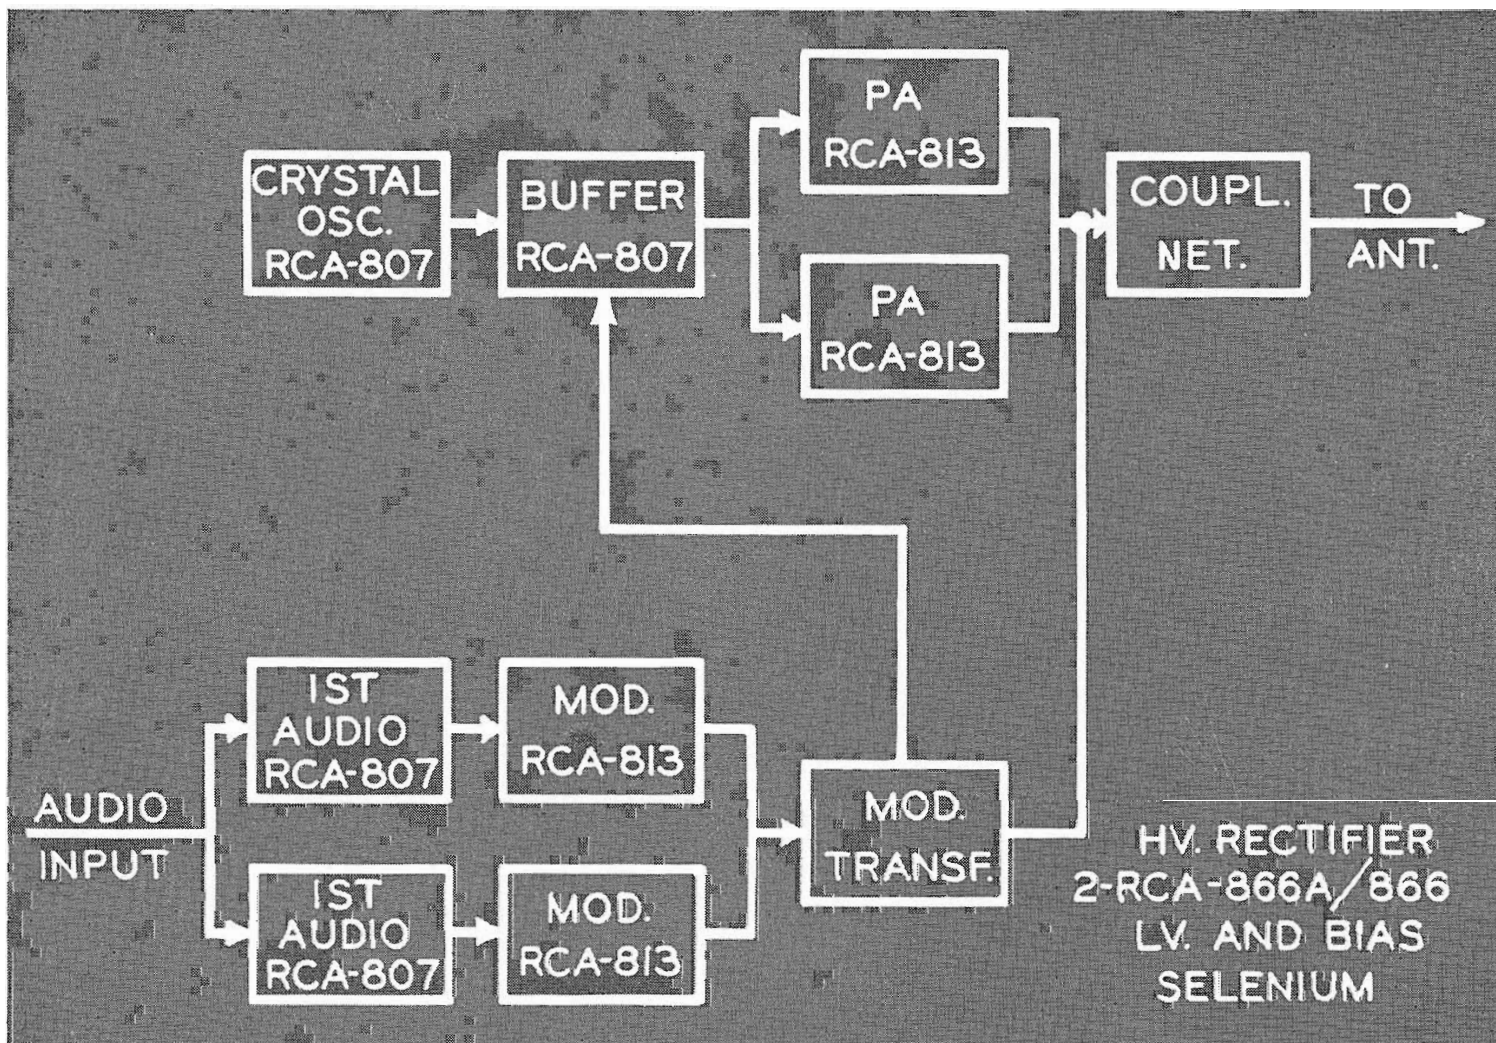 CRYSTAL
OSC.
RCA-807
BUFFER
RCA-807
PA
RCA-813
PA
RCA-813
COUPL.
NET.
TO
ANT.
AUDIO
INPUT
1ST
AUDIO
RCA-807
1ST
AUDIO
RCA-807
MOD.
RCA-813
MOD.
RCA-813
MOD.
TRANSF.
HV. RECTIFIER
2-RCA-866A/866
LV. AND BIAS
SELENIUM